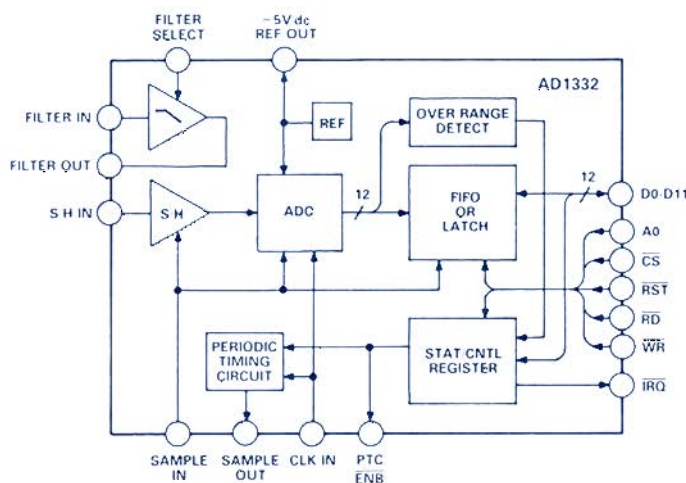 FILTER
SELECT
−5V dc
REF OUT
AD1332
FILTER IN
REF
OVER RANGE
DETECT
FILTER OUT
12
12
S H IN
S H
ADC
FIFO
OR
LATCH
D0-D11
A0
CS
RST
RD
WR
IRQ
PERIODIC
TIMING
CIRCUIT
STAT CNTL
REGISTER
SAMPLE
IN
SAMPLE
OUT
CLK IN
PTC
ENB